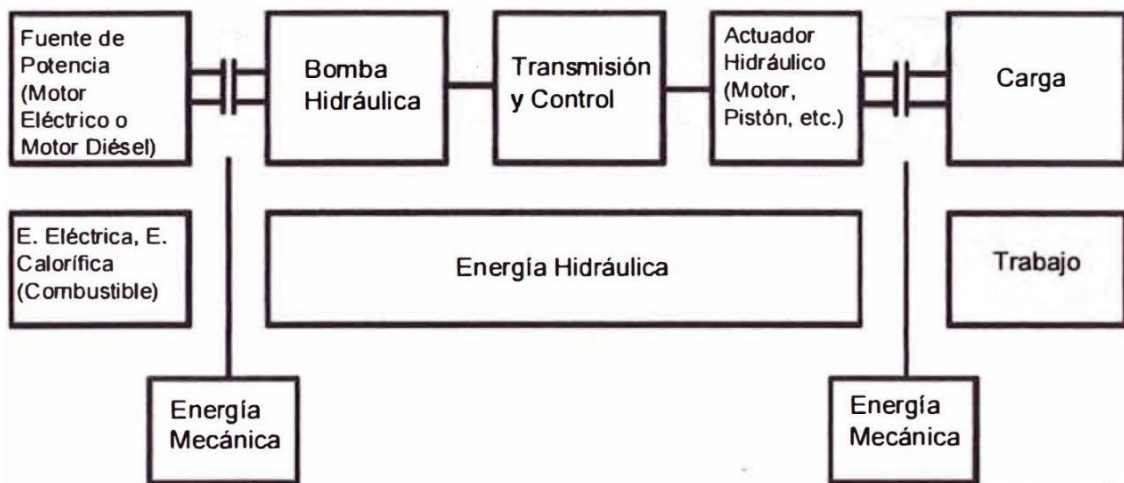 Fuente de
Potencia
(Motor
Eléctrico o
Motor Diésel)
Bomba
Hidráulica
Transmisión
y Control
Actuador
Hidráulico
(Motor,
Pistón, etc.)
Carga
E. Eléctrica, E.
Calorífica
(Combustible)
Energía Hidráulica
Trabajo
Energía
Mecánica
Energía
Mecánica